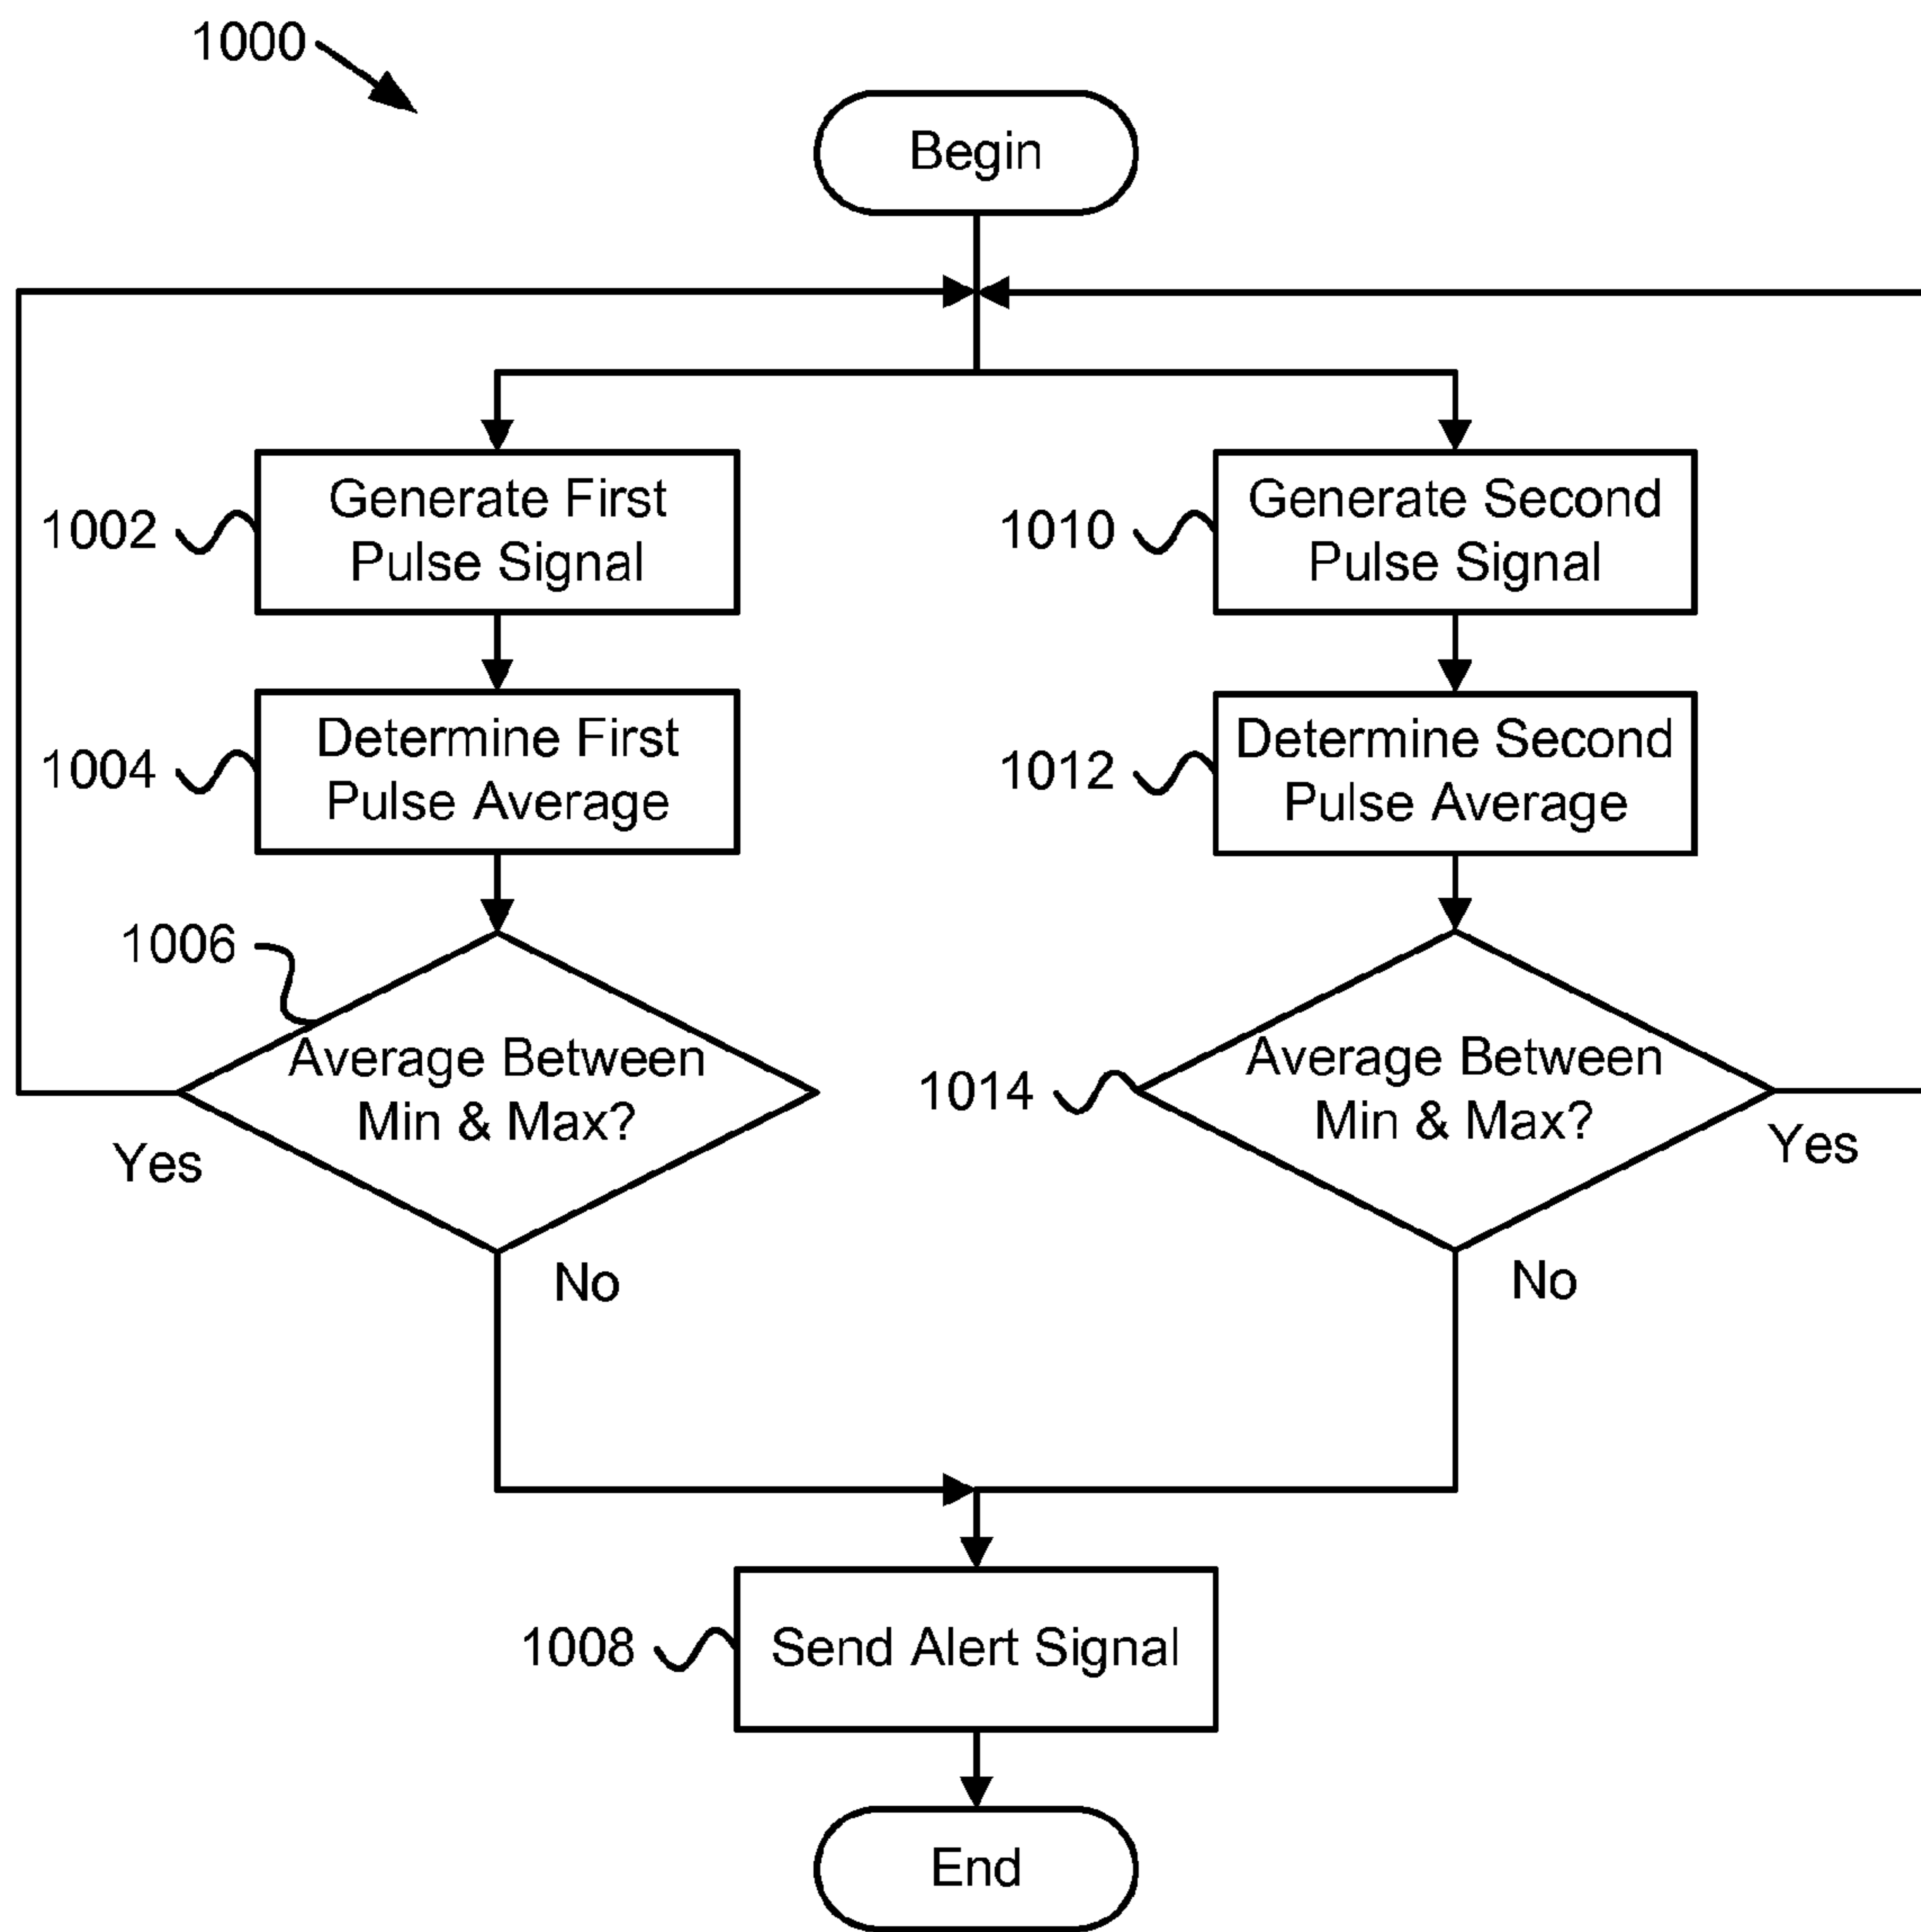 1000
Begin
1002
Generate First
Pulse Signal
1004
Determine First
Pulse Average
1006
Average Between
Min & Max?
Yes
No
1010
Generate Second
Pulse Signal
1012
Determine Second
Pulse Average
1014
Average Between
Min & Max?
Yes
No
1008
Send Alert Signal
End